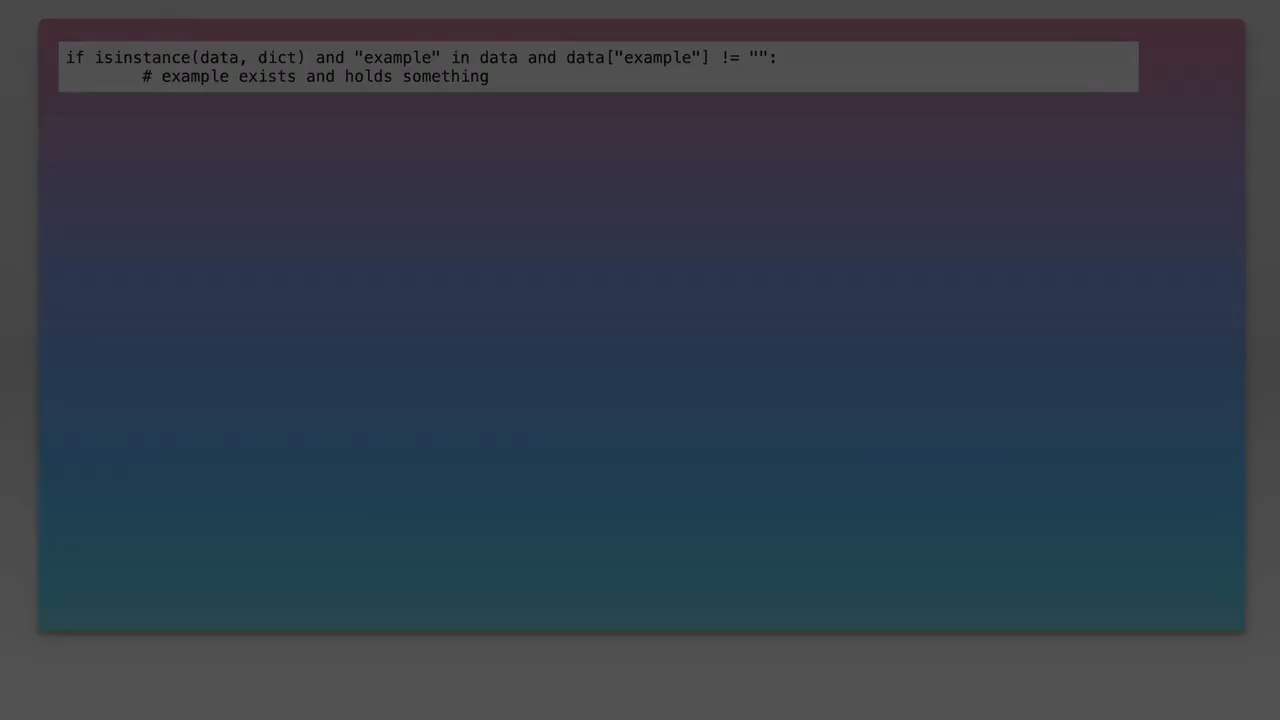 if isinstance(data, dict) and "example" in data and data["example"] != "":
        # example exists and holds something